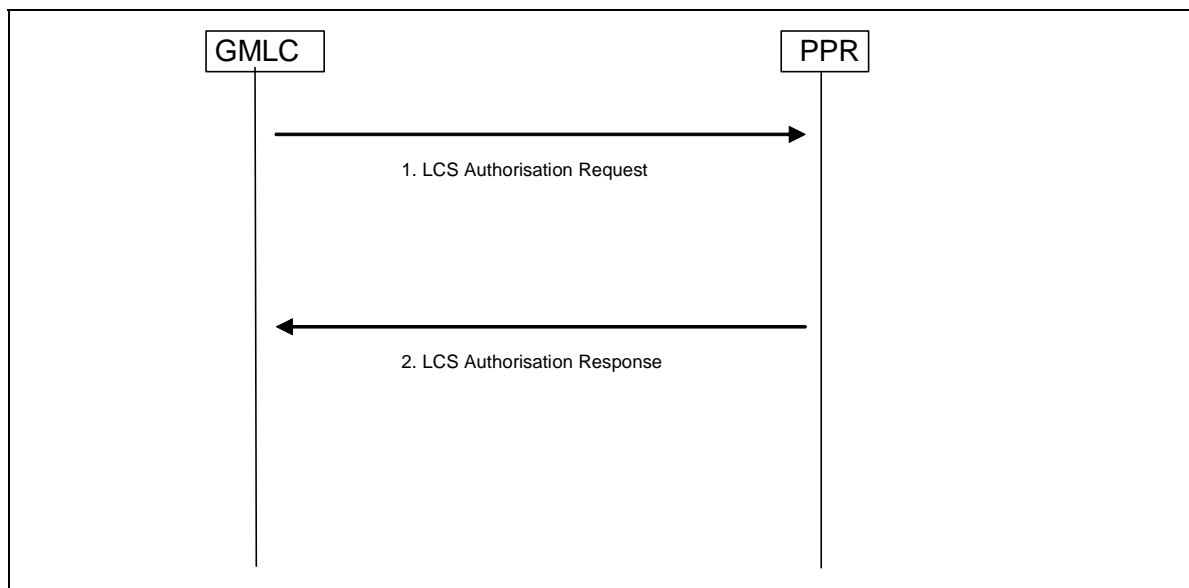 GMLC
PPR
1. LCS Authorisation Request
2. LCS Authorisation Response